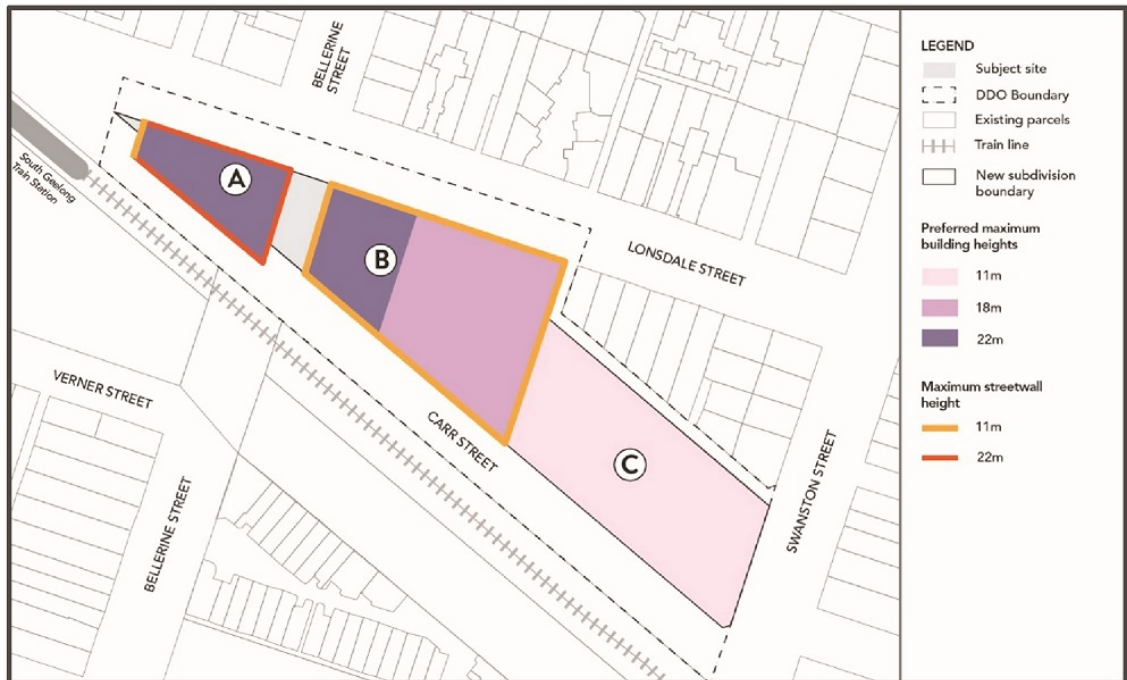 BELLERINE
STREET
South Geelong
Train Station
A
B
C
LONSDALE STREET
VERNER STREET
CARR STREET
BELLERINE STREET
SWANSTON STREET
LEGEND
Subject site
DDO Boundary
Existing parcels
Train line
New subdivision
boundary
Preferred maximum
building heights
11m
18m
22m
Maximum streetwall
height
11m
22m